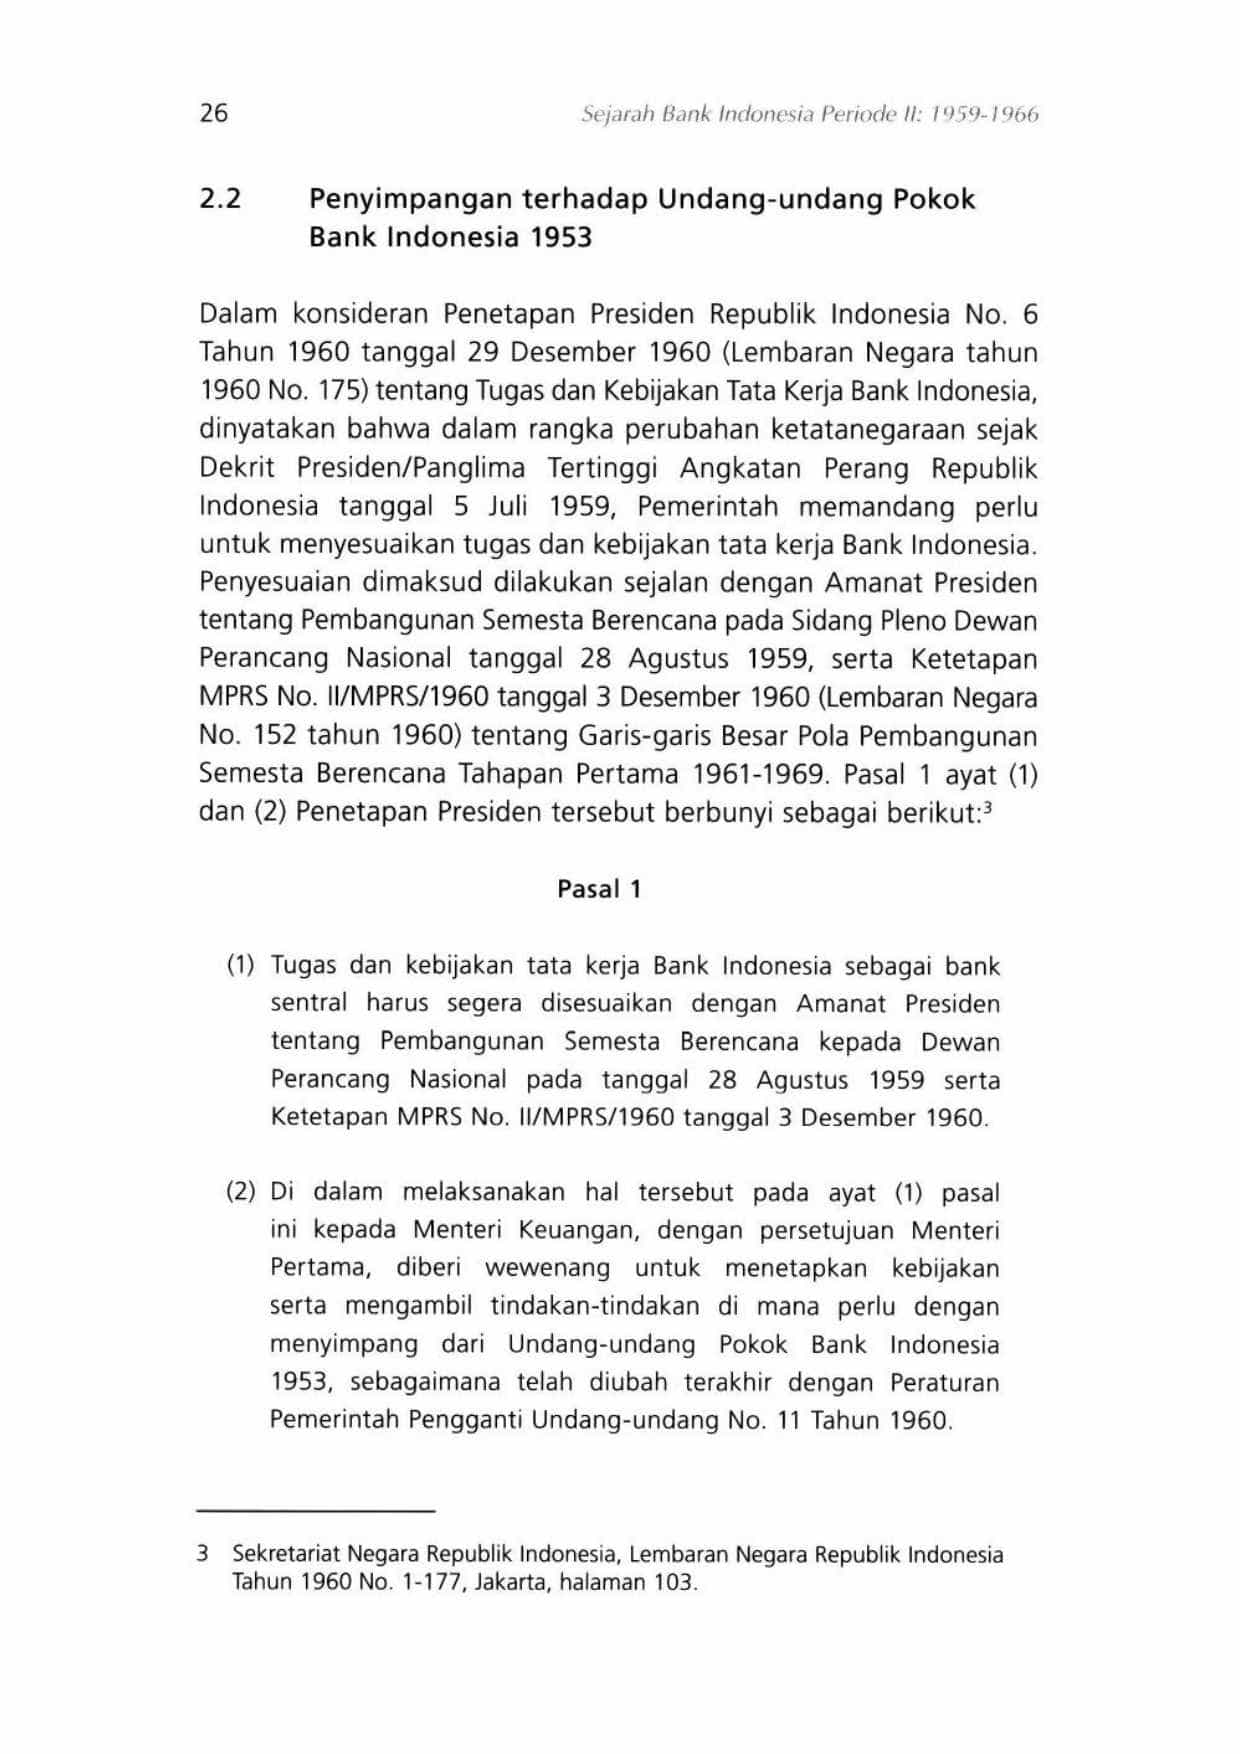 26
Sejarah Bank Indonesia Periode II: 1959-1966
2.2 Penyimpangan terhadap Undang-undang Pokok
Bank Indonesia 1953
Dalam konsideran Penetapan Presiden Republik Indonesia No. 6
Tahun 1960 tanggal 29 Desember 1960 (Lembaran Negara tahun
1960 No. 175) tentang Tugas dan Kebijakan Tata Kerja Bank Indonesia,
dinyatakan bahwa dalam rangka perubahan ketatanegaraan sejak
Dekrit Presiden/Panglima Tertinggi Angkatan Perang Republik
Indonesia tanggal 5 Juli 1959, Pemerintah memandang perlu
untuk menyesuaikan tugas dan kebijakan tata kerja Bank Indonesia.
Penyesuaian dimaksud dilakukan sejalan dengan Amanat Presiden
tentang Pembangunan Semesta Berencana pada Sidang Pleno Dewan
Perancang Nasional tanggal 28 Agustus 1959, serta Ketetapan
MPRS No. II/MPRS/1960 tanggal 3 Desember 1960 (Lembaran Negara
No. 152 tahun 1960) tentang Garis-garis Besar Pola Pembangunan
Semesta Berencana Tahapan Pertama 1961-1969. Pasal 1 ayat (1)
dan (2) Penetapan Presiden tersebut berbunyi sebagai berikut:³
Pasal 1
(1) Tugas dan kebijakan tata kerja Bank Indonesia sebagai bank
sentral harus segera disesuaikan dengan Amanat Presiden
tentang Pembangunan Semesta Berencana kepada Dewan
Perancang Nasional pada tanggal 28 Agustus 1959 serta
Ketetapan MPRS No. II/MPRS/1960 tanggal 3 Desember 1960.
(2) Di dalam melaksanakan hal tersebut pada ayat (1) pasal
ini kepada Menteri Keuangan, dengan persetujuan Menteri
Pertama, diberi wewenang untuk menetapkan kebijakan
serta mengambil tindakan-tindakan di mana perlu dengan
menyimpang dari Undang-undang Pokok Bank Indonesia
1953, sebagaimana telah diubah terakhir dengan Peraturan
Pemerintah Pengganti Undang-undang No. 11 Tahun 1960.
3 Sekretariat Negara Republik Indonesia, Lembaran Negara Republik Indonesia
Tahun 1960 No. 1-177, Jakarta, halaman 103.